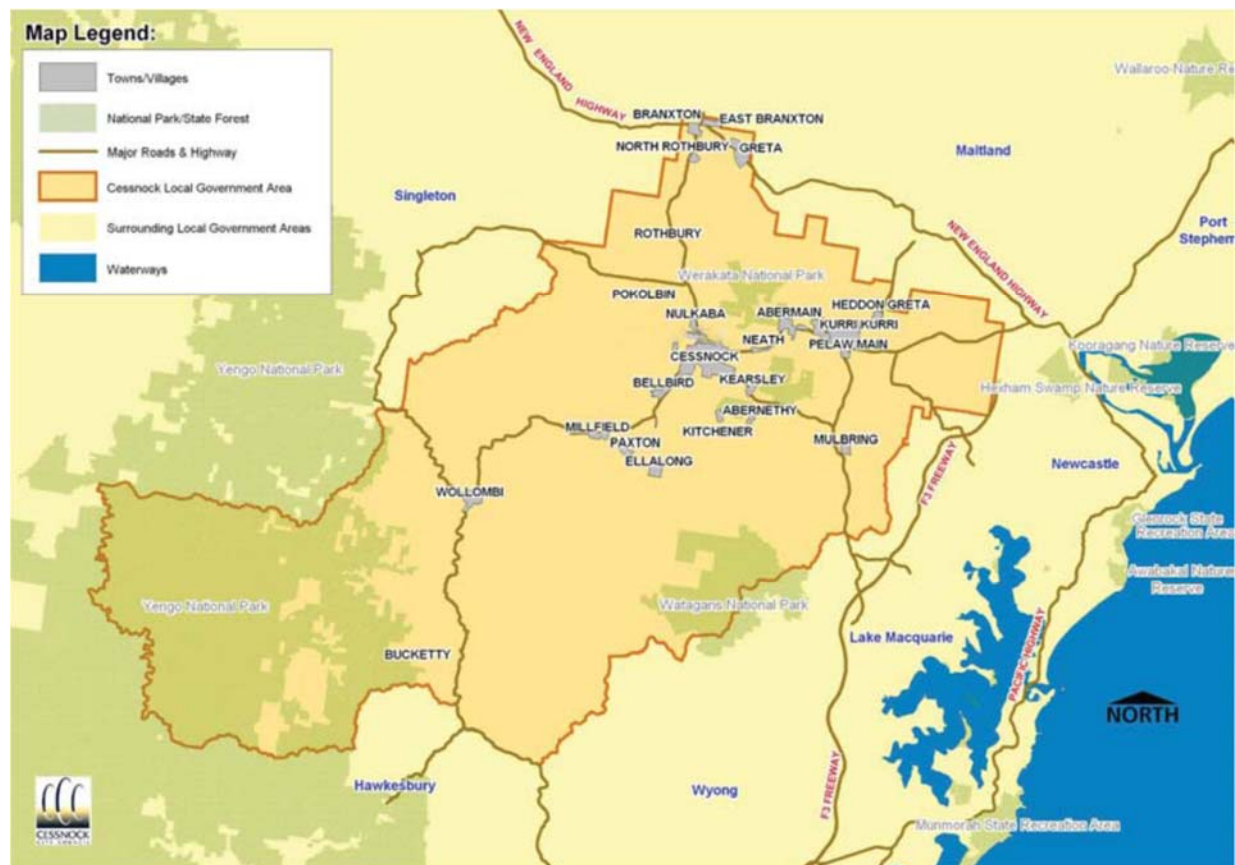 Map Legend:
Towns/Villages
National Park/State Forest
Major Roads & Highway
Cessnock Local Government Area
Surrounding Local Government Areas
Waterways
NEW ENGLAND HIGHWAY
Wallaroo Nature Re
BRANXTON
EAST BRANXTON
NORTH ROTHBURY
GRETA
Maitland
Singleton
Port
Stephern
ROTHBURY
NEW ENGLAND HIGHWAY
Werakata National Park
POKOLBIN
HEDDON GRETA
NULKABA
ABERMAIN
KURRI KURRI
NEATH
PELAW MAIN
Kooragang Nature Reserve
CESSNOCK
Yengo National Park
BELLBIRD
KEARSLEY
Hexham Swamp Nature Reserve
ABERNETHY
MILLFIELD
KITCHENER
PAXTON
MULBRING
ELLALONG
Newcastle
WOLLOMBI
F3 FREEWAY
Glenrock State
Recreation Area
Awabakal Nature
Reserve
Yengo National Park
Watagans National Park
Lake Macquarie
BUCKETTY
PACIFIC HIGHWAY
NORTH
Hawkesbury
Wyong
F3 FREEWAY
Munmorah State Recreation Area
CESSNOCK
CITY COUNCIL